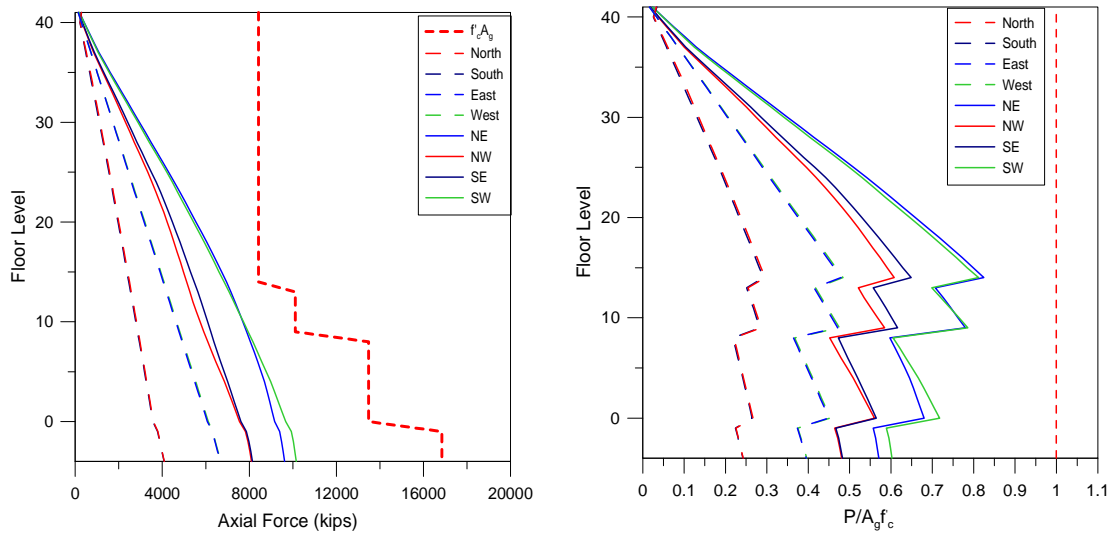 40
30
20
10
0
Floor Level
0
4000
8000
12000
16000
20000
Axial Force (kips)
f'cAg
North
South
East
West
NE
NW
SE
SW
40
30
20
10
0
Floor Level
0
0.1
0.2
0.3
0.4
0.5
0.6
0.7
0.8
0.9
1
1.1
P/Agf'c
North
South
East
West
NE
NW
SE
SW